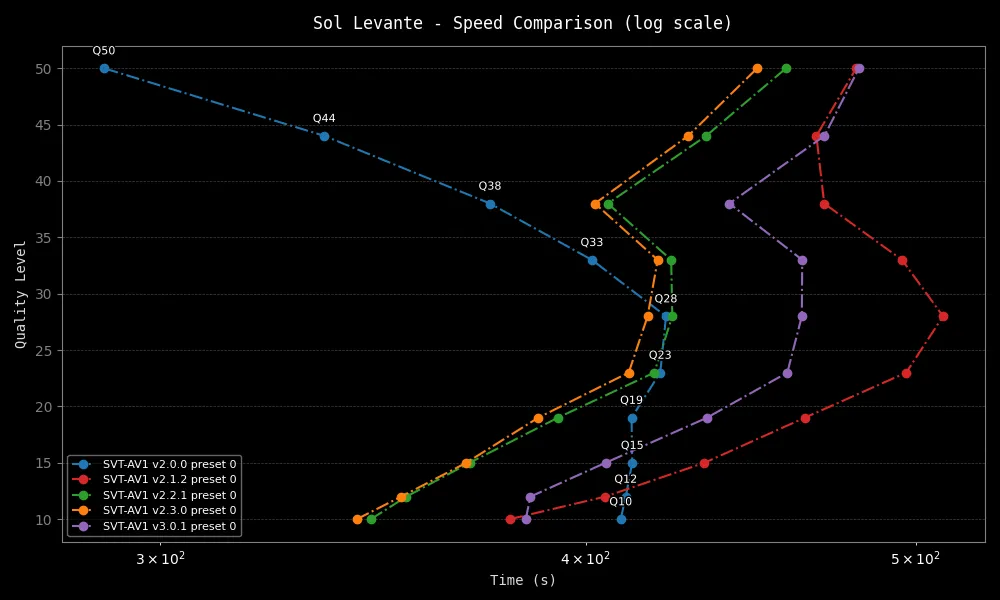 Sol Levante - Speed Comparison (log scale)
Quality Level
50
45
40
35
30
25
20
15
10
Q50
Q44
Q38
Q33
Q28
Q23
Q19
Q15
Q12
Q10
SVT-AV1 v2.0.0 preset 0
SVT-AV1 v2.1.2 preset 0
SVT-AV1 v2.2.1 preset 0
SVT-AV1 v2.3.0 preset 0
SVT-AV1 v3.0.1 preset 0
3 × 10² 4 × 10² 5 × 10²
Time (s)